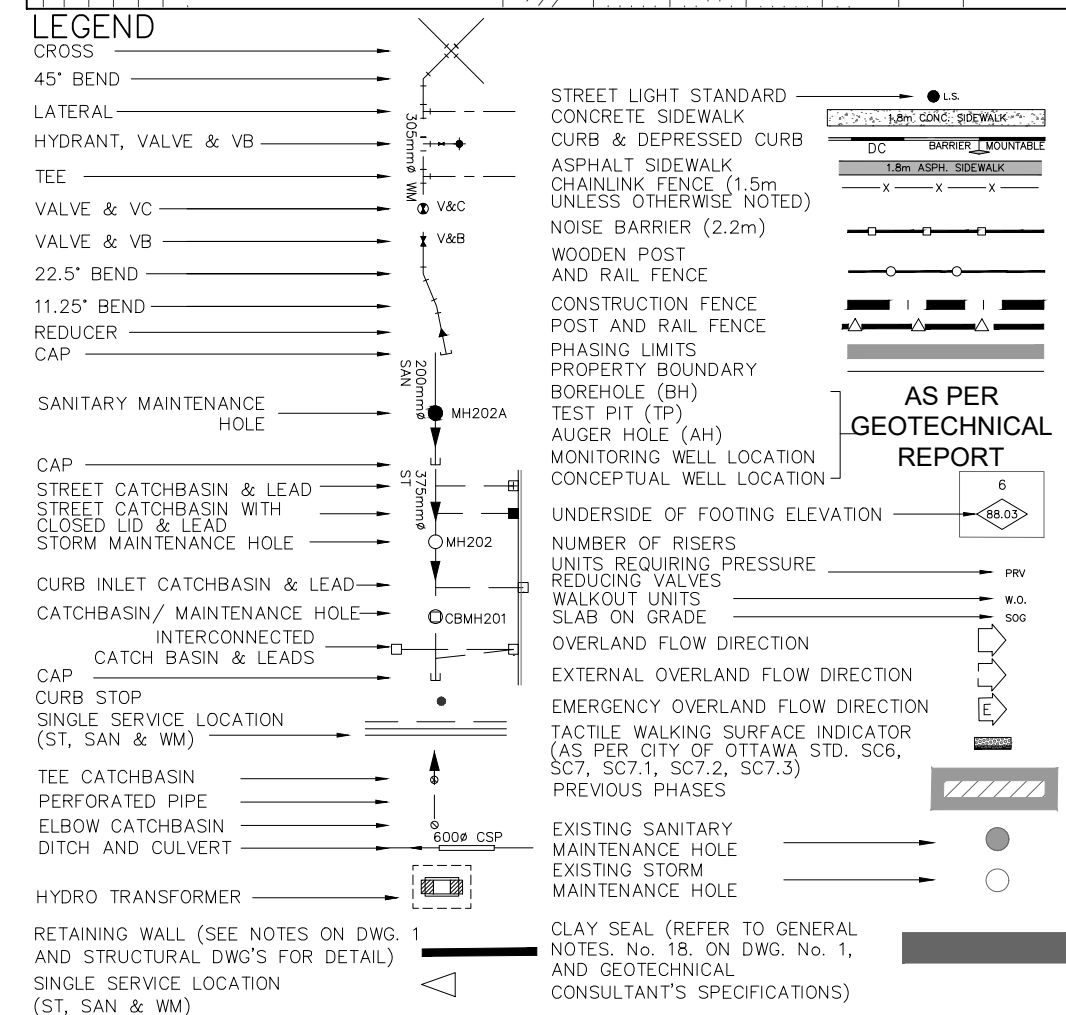 LEGEND
CROSS
45° BEND
LATERAL
HYDRANT, VALVE & VB
TEE
VALVE & VC
VALVE & VB
22.5° BEND
11.25° BEND
REDUCER
CAP
SANITARY MAINTENANCE
HOLE
CAP
STREET CATCHBASIN & LEAD
STREET CATCHBASIN WITH
CLOSED LID & LEAD
STORM MAINTENANCE HOLE
CURB INLET CATCHBASIN & LEAD
CATCHBASIN/ MAINTENANCE HOLE
INTERCONNECTED
CATCH BASIN & LEADS
CAP
CURB STOP
SINGLE SERVICE LOCATION
(ST, SAN & WM)
TEE CATCHBASIN
PERFORATED PIPE
ELBOW CATCHBASIN
DITCH AND CULVERT
HYDRO TRANSFORMER
RETAINING WALL (SEE NOTES ON DWG. 1
AND STRUCTURAL DWG'S FOR DETAIL)
SINGLE SERVICE LOCATION
(ST, SAN & WM)
305mmø WM
V&C
V&B
200mmø
SAN
MH202A
375mmø
ST
MH202
CBMH201
600ø CSP
STREET LIGHT STANDARD
L.S.
CONCRETE SIDEWALK
1.8m CONC. SIDEWALK
CURB & DEPRESSED CURB
DC
BARRIER
MOUNTABLE
ASPHALT SIDEWALK
1.8m ASPH. SIDEWALK
CHAINLINK FENCE (1.5m
UNLESS OTHERWISE NOTED)
X X X
NOISE BARRIER (2.2m)
WOODEN POST
AND RAIL FENCE
CONSTRUCTION FENCE
POST AND RAIL FENCE
PHASING LIMITS
PROPERTY BOUNDARY
BOREHOLE (BH)
TEST PIT (TP)
AUGER HOLE (AH)
MONITORING WELL LOCATION
CONCEPTUAL WELL LOCATION
AS PER
GEOTECHNICAL
REPORT
UNDERSIDE OF FOOTING ELEVATION
6
88.03
NUMBER OF RISERS
UNITS REQUIRING PRESSURE
REDUCING VALVES
PRV
WALKOUT UNITS
W.O.
SLAB ON GRADE
SOG
OVERLAND FLOW DIRECTION
EXTERNAL OVERLAND FLOW DIRECTION
EMERGENCY OVERLAND FLOW DIRECTION
E
TACTILE WALKING SURFACE INDICATOR
(AS PER CITY OF OTTAWA STD. SC6,
SC7, SC7.1, SC7.2, SC7.3)
PREVIOUS PHASES
EXISTING SANITARY
MAINTENANCE HOLE
EXISTING STORM
MAINTENANCE HOLE
CLAY SEAL (REFER TO GENERAL
NOTES. No. 18. ON DWG. No. 1,
AND GEOTECHNICAL
CONSULTANT'S SPECIFICATIONS)